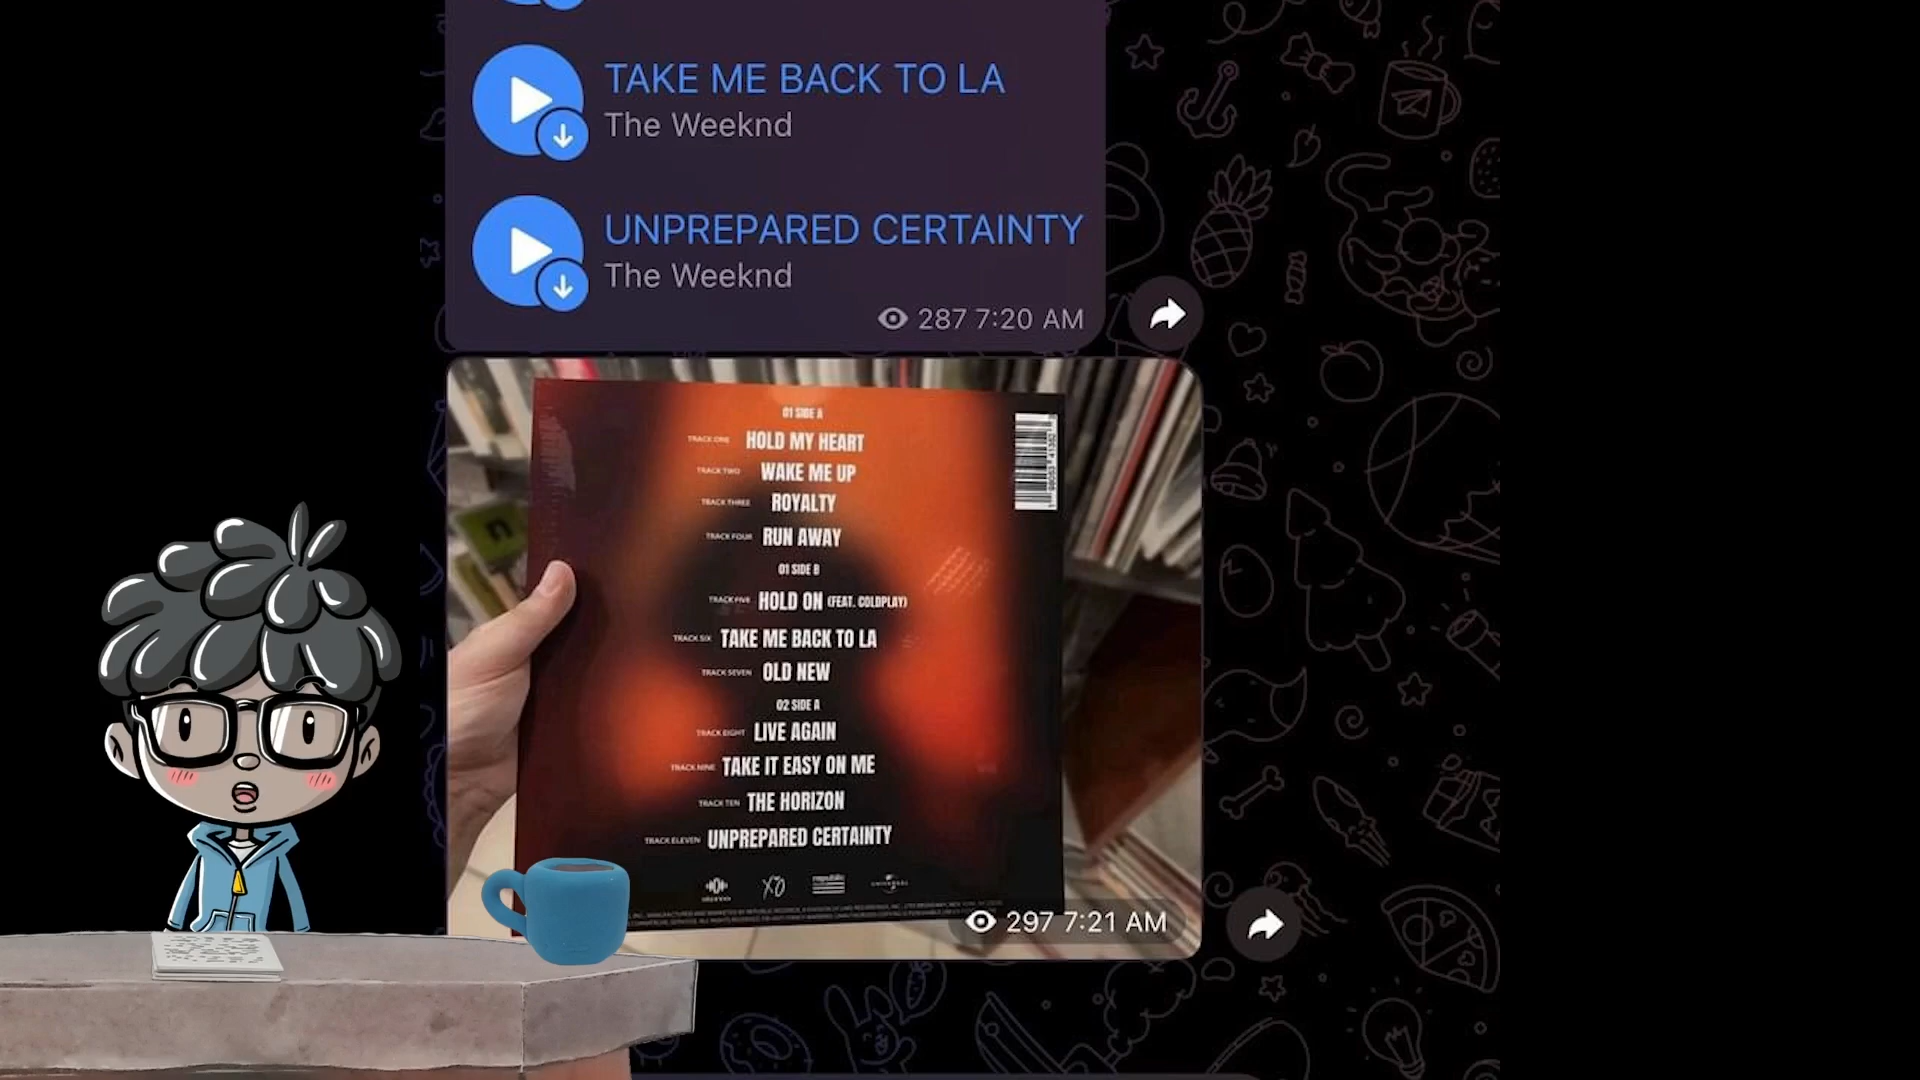 TAKE ME BACK TO LA
The Weeknd
UNPREPARED CERTAINTY
The Weeknd
287 7:20 AM
01 SIDE A
TRACK ONE HOLD MY HEART
TRACK TWO WAKE ME UP
TRACK THREE ROYALTY
TRACK FOUR RUN AWAY
01 SIDE B
TRACK FIVE HOLD ON (FEAT. COLDPLAY)
TRACK SIX TAKE ME BACK TO LA
TRACK SEVEN OLD NEW
02 SIDE A
TRACK EIGHT LIVE AGAIN
TRACK NINE TAKE IT EASY ON ME
TRACK TEN THE HORIZON
TRACK ELEVEN UNPREPARED CERTAINTY
XO republic UNIVERSAL
297 7:21 AM